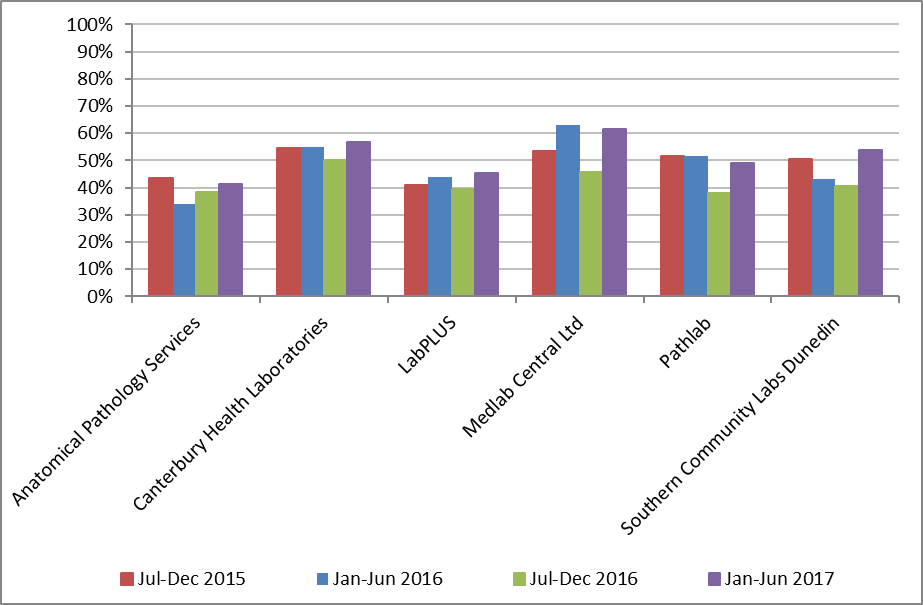 100%
90%
80%
70%
60%
50%
40%
30%
20%
10%
0%
Anatomical Pathology Services
Canterbury Health Laboratories
LabPLUS
Medlab Central Ltd
Pathlab
Southern Community Labs Dunedin
Jul-Dec 2015
Jan-Jun 2016
Jul-Dec 2016
Jan-Jun 2017